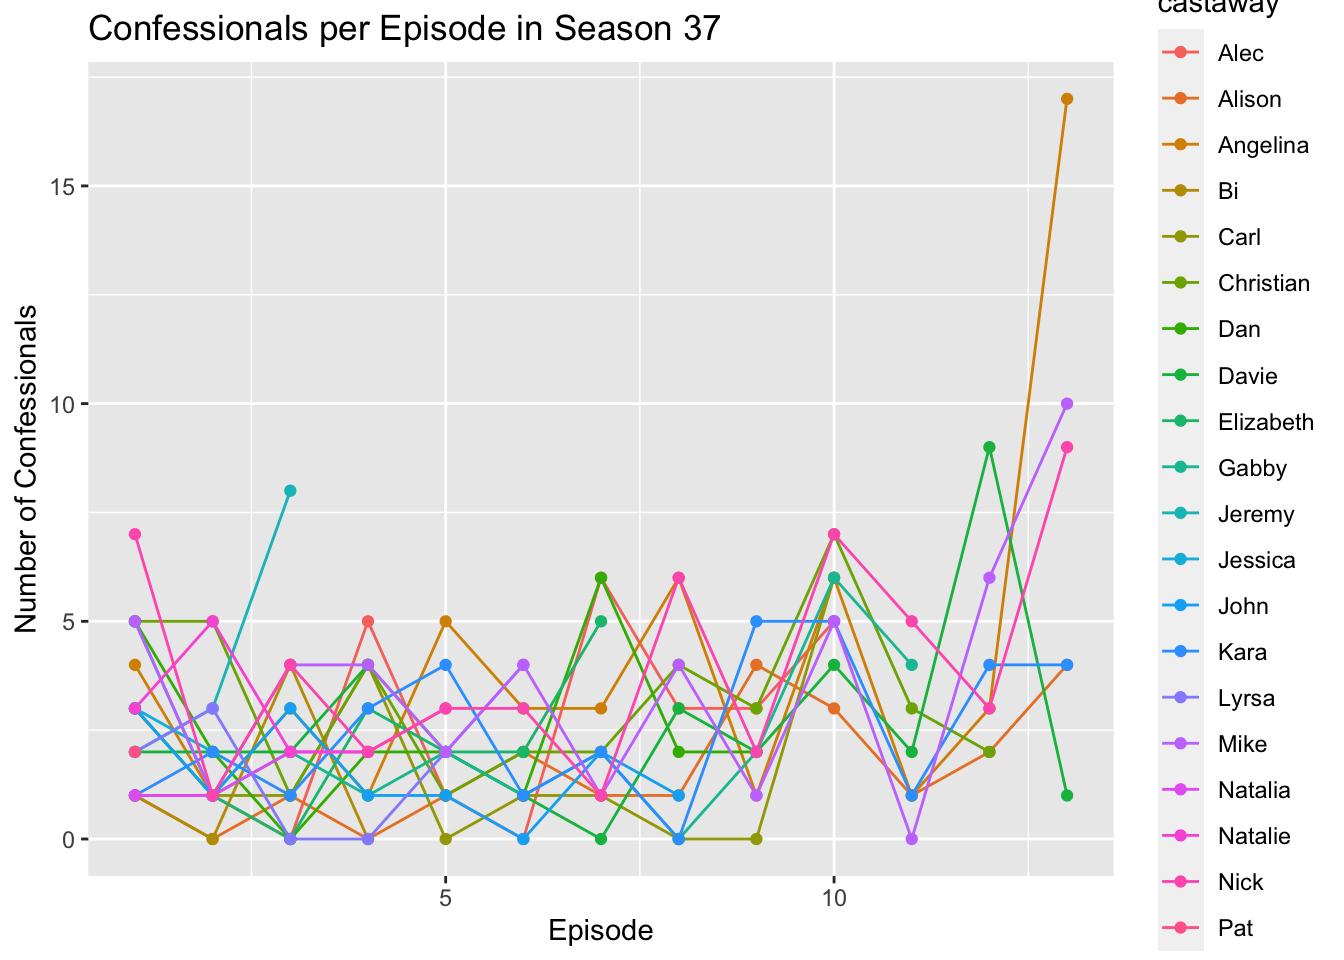 Confessionals per Episode in Season 37
castaway
Alec
Alison
Angelina
Bi
Carl
Christian
Dan
Davie
Elizabeth
Gabby
Jeremy
Jessica
John
Kara
Lyrsa
Mike
Natalia
Natalie
Nick
Pat
Number of Confessionals
15
10
5
0
5
10
Episode